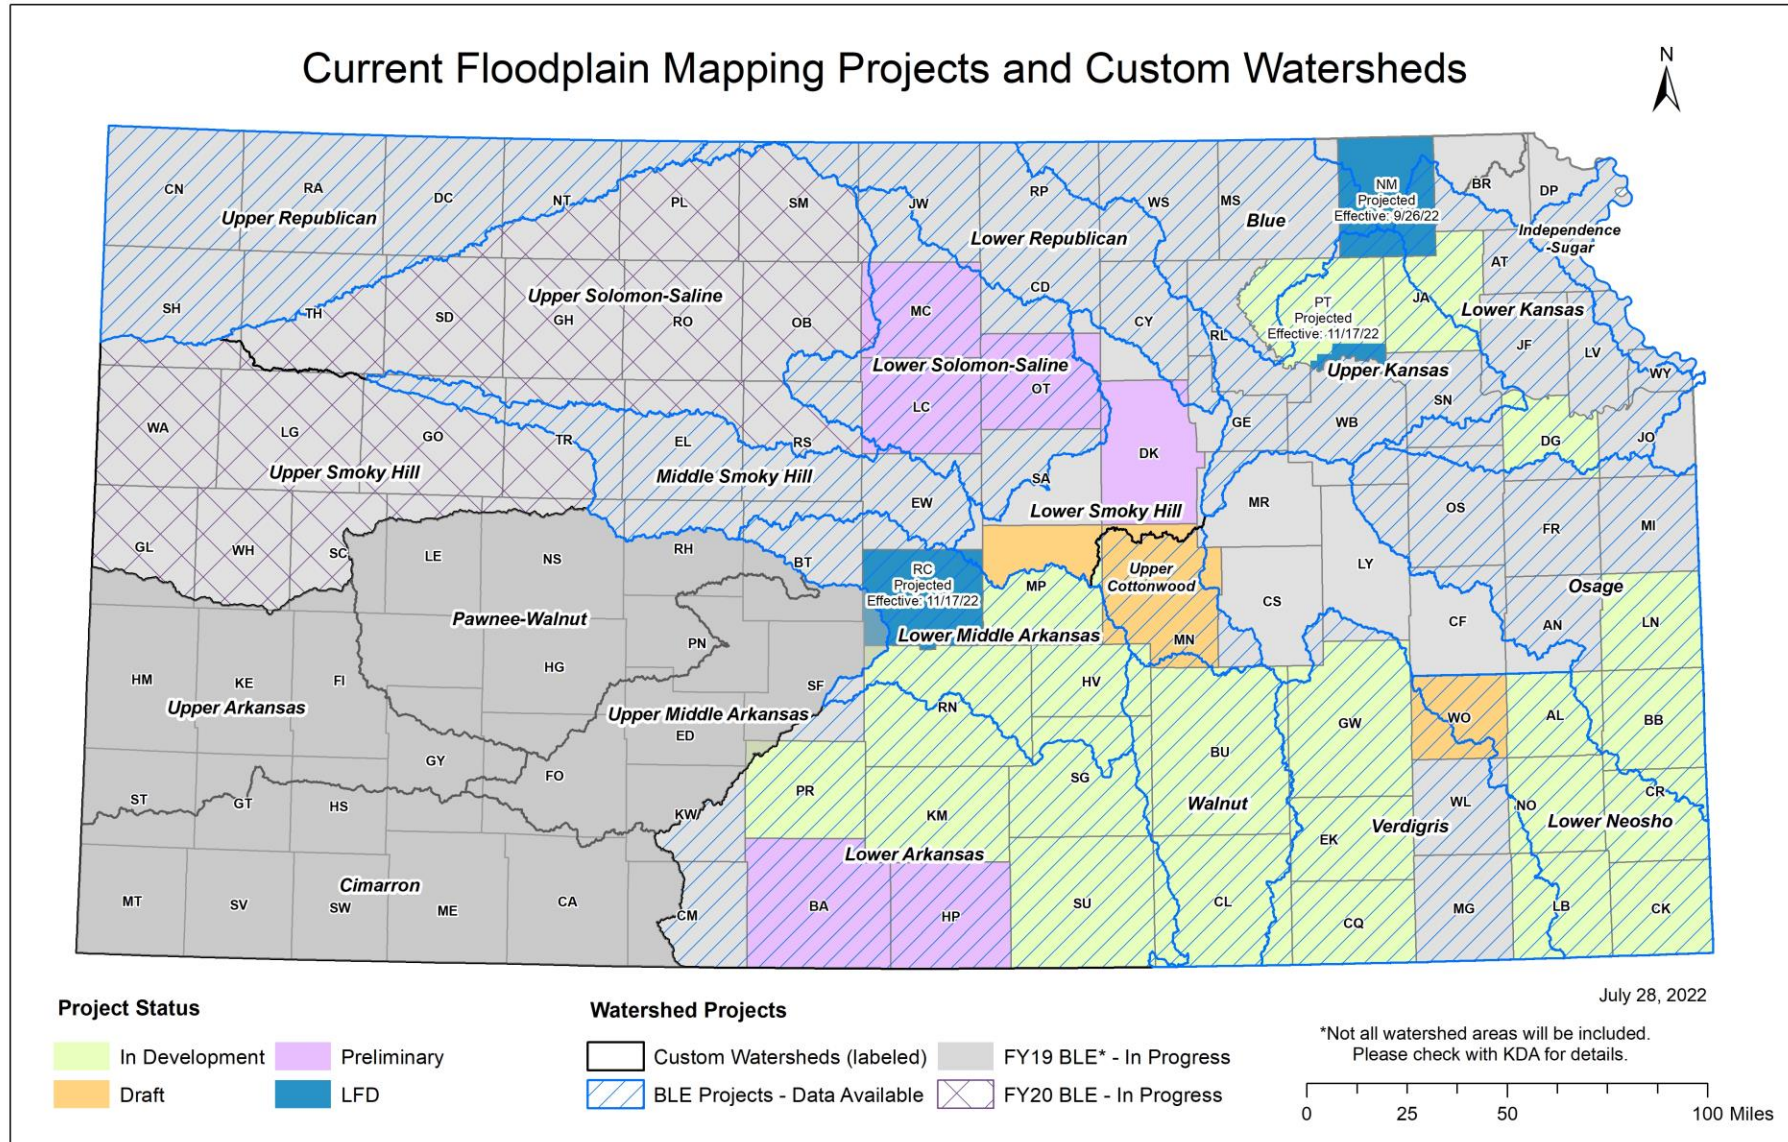 Current Floodplain Mapping Projects and Custom Watersheds
N
CN
RA
DC
NT
PL
SM
JW
RP
WS
MS
NM
Projected
Effective: 9/26/22
BR
DP
Upper Republican
Lower Republican
Blue
Independence
-Sugar
SH
TH
SD
GH
RO
OB
MC
CD
CY
RL
PT
Projected
Effective: 11/17/22
JA
AT
JF
LV
WY
Upper Solomon-Saline
Lower Solomon-Saline
Lower Kansas
Upper Kansas
WA
LG
GO
TR
EL
RS
LC
OT
DK
GE
WB
SN
DG
JO
Upper Smoky Hill
Middle Smoky Hill
Lower Smoky Hill
SA
EW
MR
OS
FR
MI
GL
WH
SC
LE
NS
RH
BT
RC
Projected
Effective: 11/17/22
MP
Upper
Cottonwood
MN
CS
LY
CF
AN
LN
Osage
Pawnee-Walnut
Lower Middle Arkansas
HM
KE
FI
HG
PN
SF
RN
HV
Upper Arkansas
Upper Middle Arkansas
ED
GY
FO
BU
GW
WO
AL
BB
ST
GT
HS
KW
PR
KM
SG
EK
WL
NO
CR
Walnut
Verdigris
Lower Neosho
Lower Arkansas
Cimarron
MT
SV
SW
ME
CA
CM
BA
HP
SU
CL
CQ
MG
LB
CK
July 28, 2022
Project Status
In Development
Preliminary
Draft
LFD
Watershed Projects
Custom Watersheds (labeled)
FY19 BLE* - In Progress
BLE Projects - Data Available
FY20 BLE - In Progress
*Not all watershed areas will be included.
Please check with KDA for details.
0 25 50 100 Miles